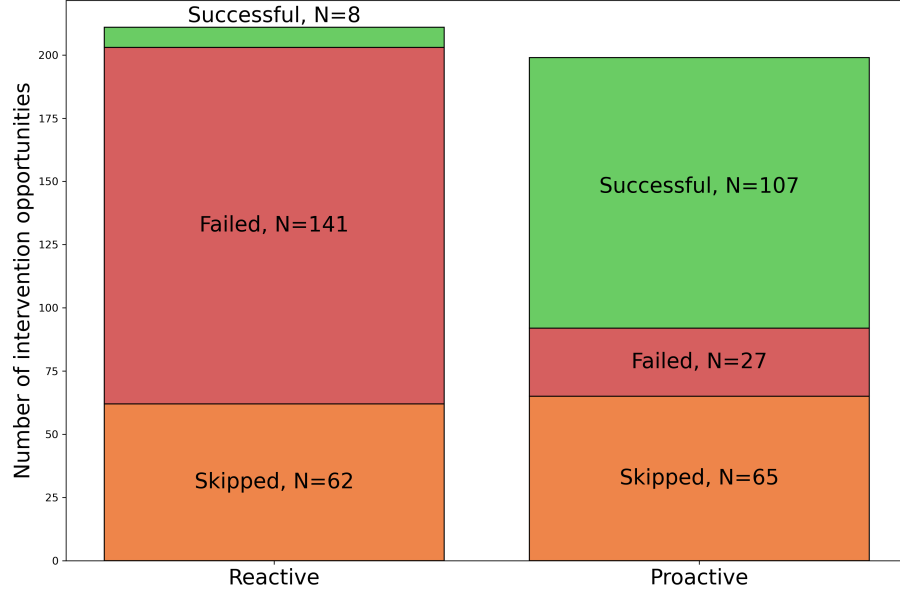 Number of intervention opportunities
200
175
150
125
100
75
50
25
0
Successful, N=8
Failed, N=141
Skipped, N=62
Successful, N=107
Failed, N=27
Skipped, N=65
Reactive
Proactive